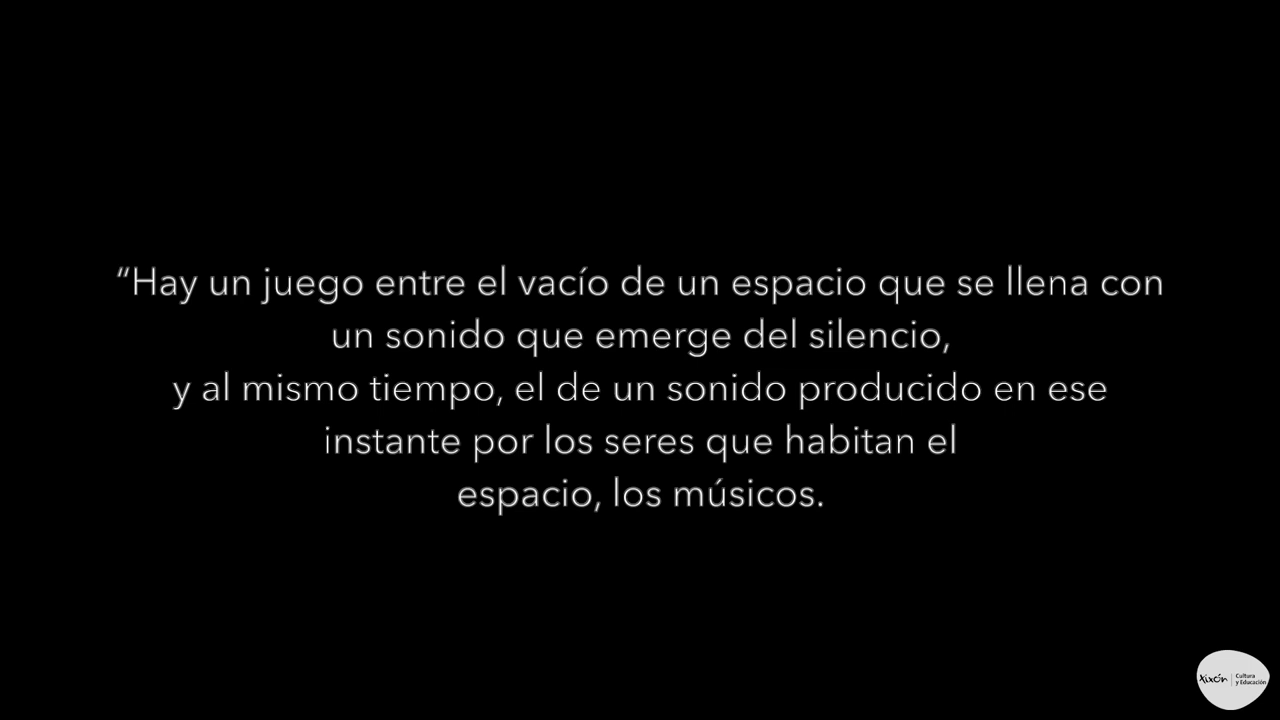 “Hay un juego entre el vacío de un espacio que se llena con
un sonido que emerge del silencio,
y al mismo tiempo, el de un sonido producido en ese
instante por los seres que habitan el
espacio, los músicos.
Xixón
Cultura
y Educación